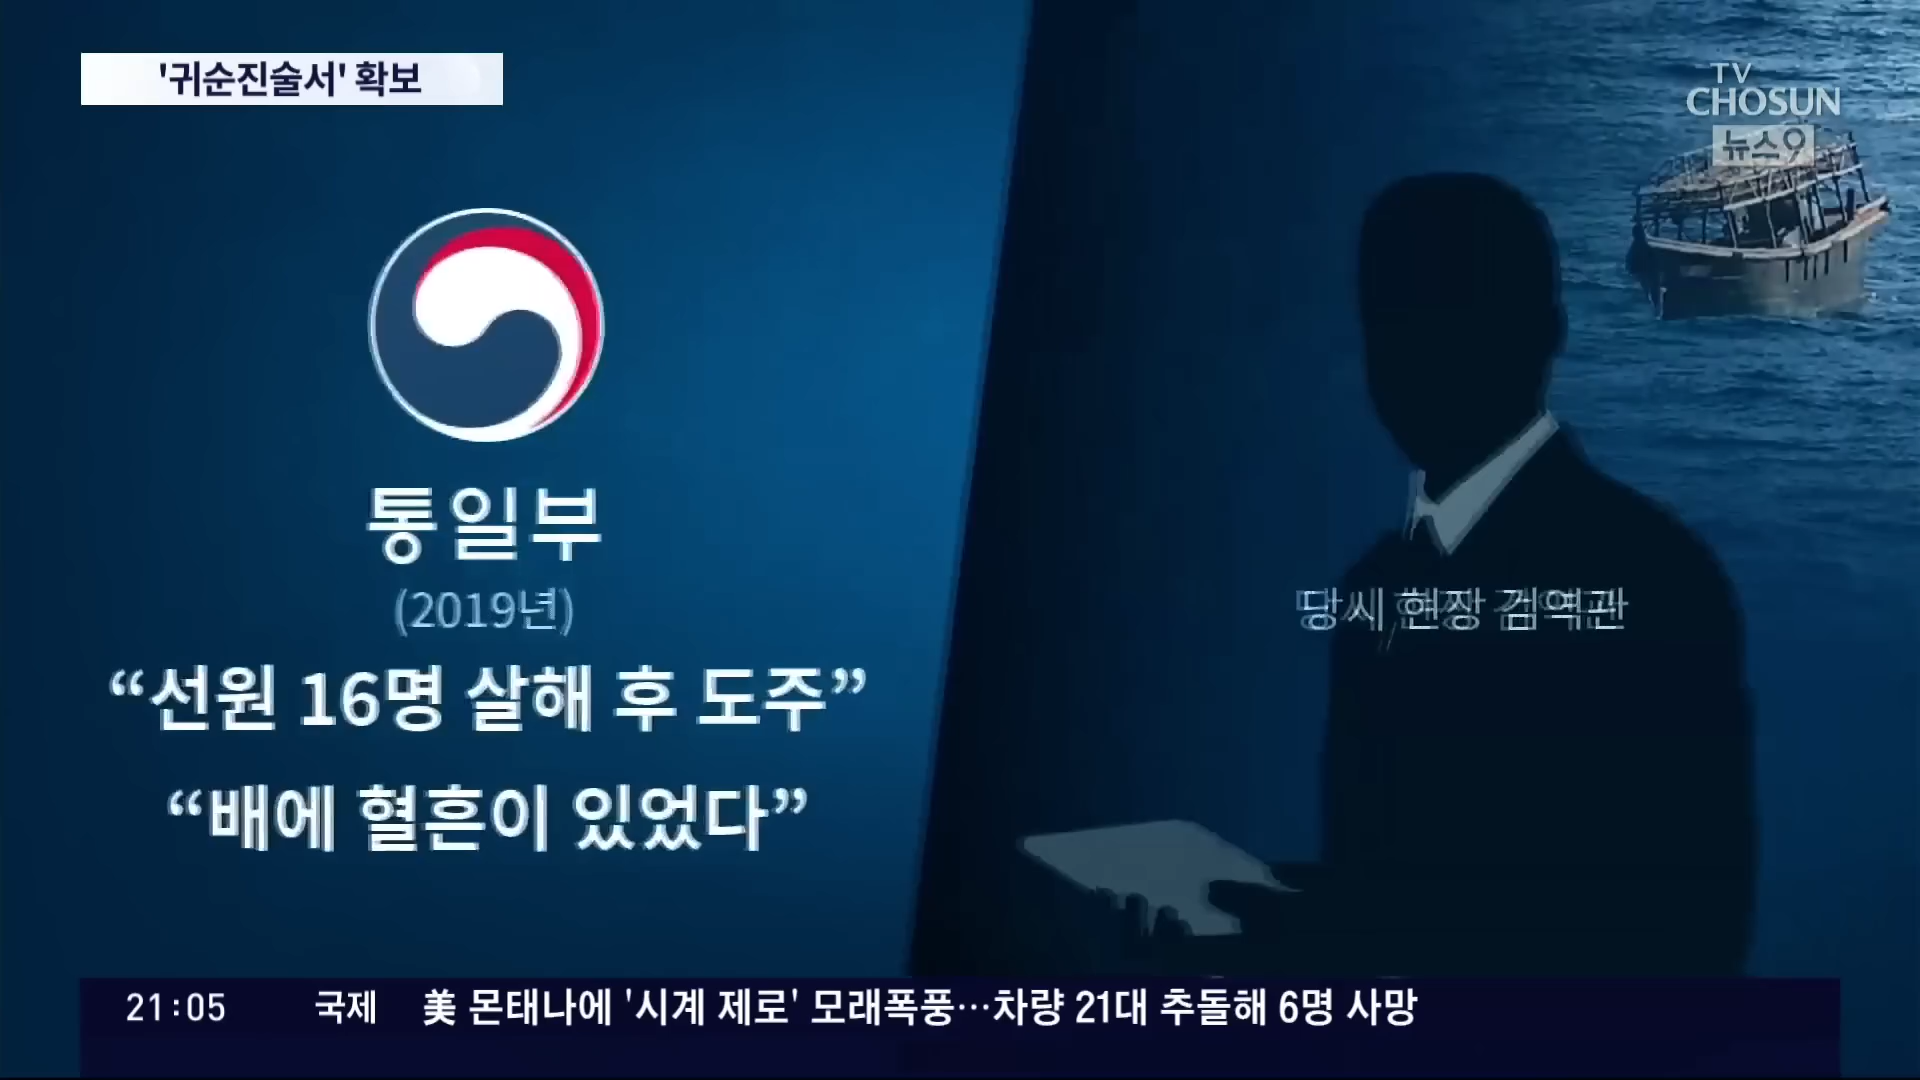 '귀순진술서' 확보
TV
CHOSUN
뉴스9
통일부
(2019년)
“선원 16명 살해 후 도주”
“배에 혈흔이 있었다”
당시 현장 검역관
21:05 국제 美 몬태나에 '시계 제로' 모래폭풍…차량 21대 추돌해 6명 사망